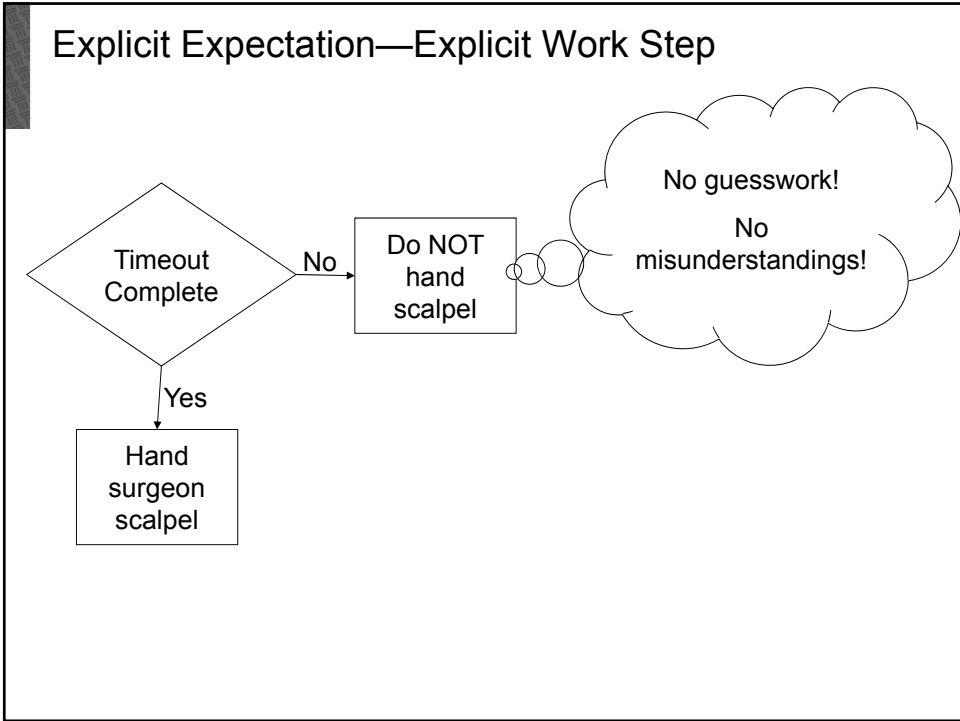 Explicit Expectation—Explicit Work Step
No guesswork!
No
misunderstandings!
Timeout
Complete
No
Do NOT
hand
scalpel
Yes
Hand
surgeon
scalpel